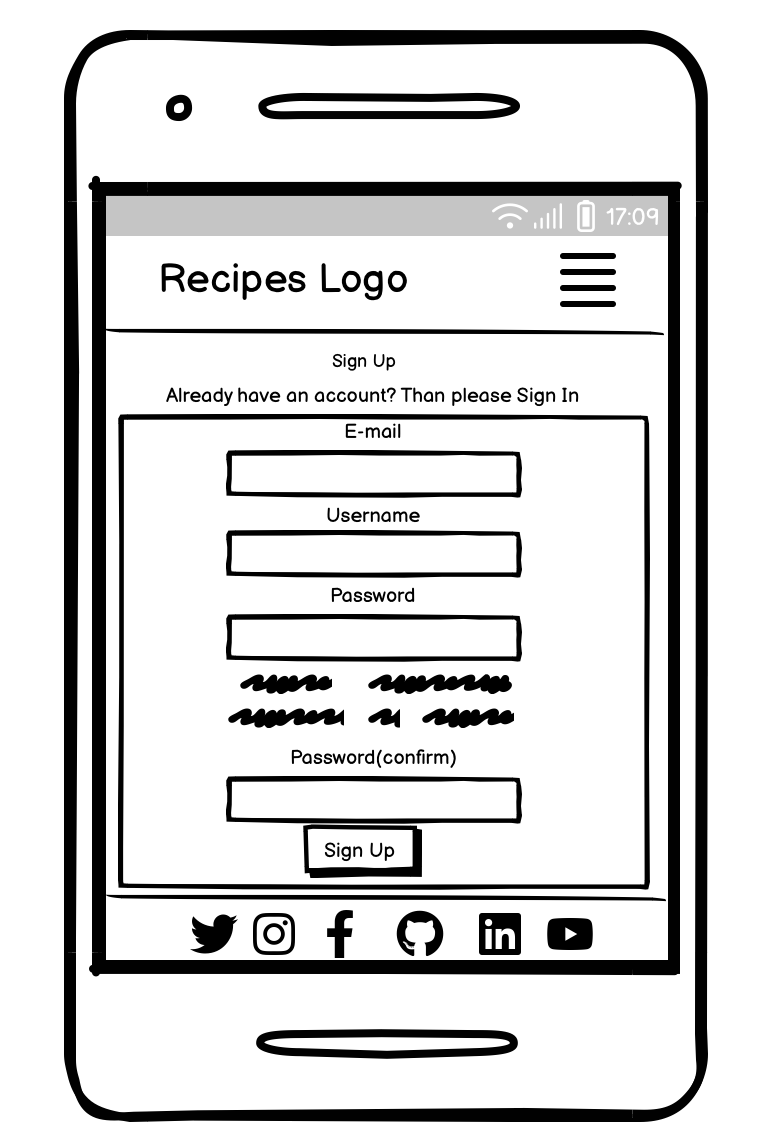 17:09
Recipes Logo
Sign Up
Already have an account? Than please Sign In
E-mail
Username
Password
Password(confirm)
Sign Up
in